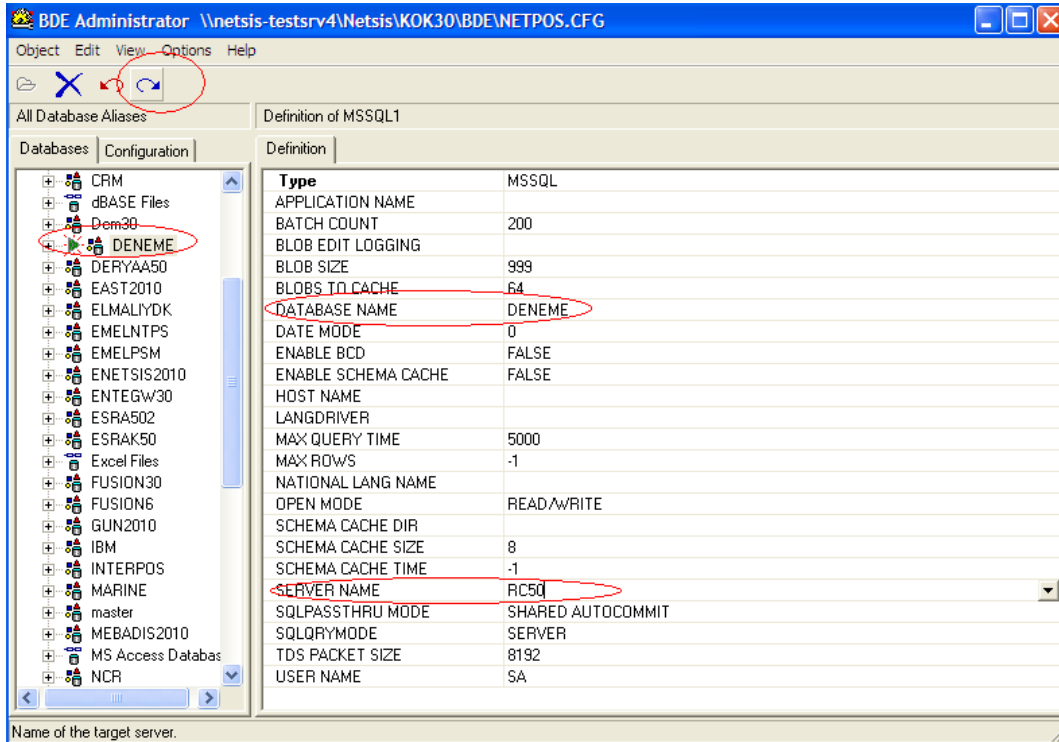 BDE Administrator \\netsis-testsrv4\Netsis\KOK30\BDE\NETPOS.CFG
Object Edit View Options Help
All Database Aliases
Definition of MSSQL1
Databases Configuration
Definition
CRM
dBASE Files
Dem30
DENEME
DERYAA50
EAST2010
ELMALIYDK
EMELNTPS
EMELPSM
ENETSIS2010
ENTEGW30
ESRA502
ESRAK50
Excel Files
FUSION30
FUSION6
GUN2010
IBM
INTERPOS
MARINE
master
MEBADIS2010
MS Access Databas
NCR
Type MSSQL
APPLICATION NAME
BATCH COUNT 200
BLOB EDIT LOGGING
BLOB SIZE 999
BLOBS TO CACHE 64
DATABASE NAME DENEME
DATE MODE 0
ENABLE BCD FALSE
ENABLE SCHEMA CACHE FALSE
HOST NAME
LANGDRIVER
MAX QUERY TIME 5000
MAX ROWS -1
NATIONAL LANG NAME
OPEN MODE READ/WRITE
SCHEMA CACHE DIR
SCHEMA CACHE SIZE 8
SCHEMA CACHE TIME -1
SERVER NAME RC50
SQLPASSTHRU MODE SHARED AUTOCOMMIT
SQLQRYMODE SERVER
TDS PACKET SIZE 8192
USER NAME SA
Name of the target server.